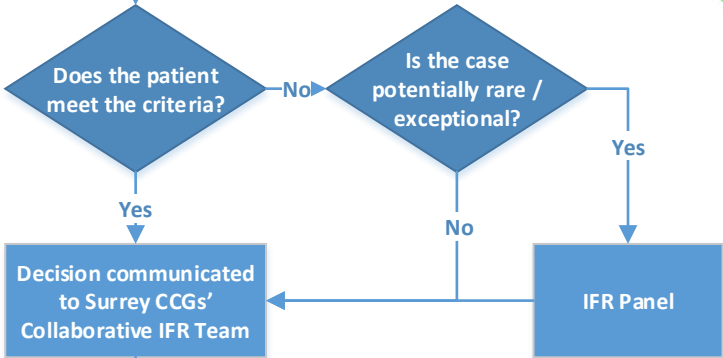 Does the patient
meet the criteria?
No
Is the case
potentially rare /
exceptional?
Yes
Yes
No
Decision communicated
to Surrey CCGs'
Collaborative IFR Team
IFR Panel